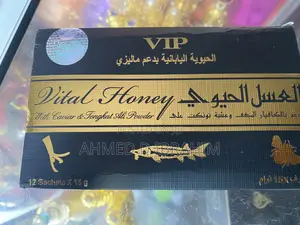 VIP
الحيوية اليابانية بدعم ماليزي
Vital Honey العسل الحيوي
With Caviar & Tongkat Ali Powder
AHMED
12 Sachets X 15 g